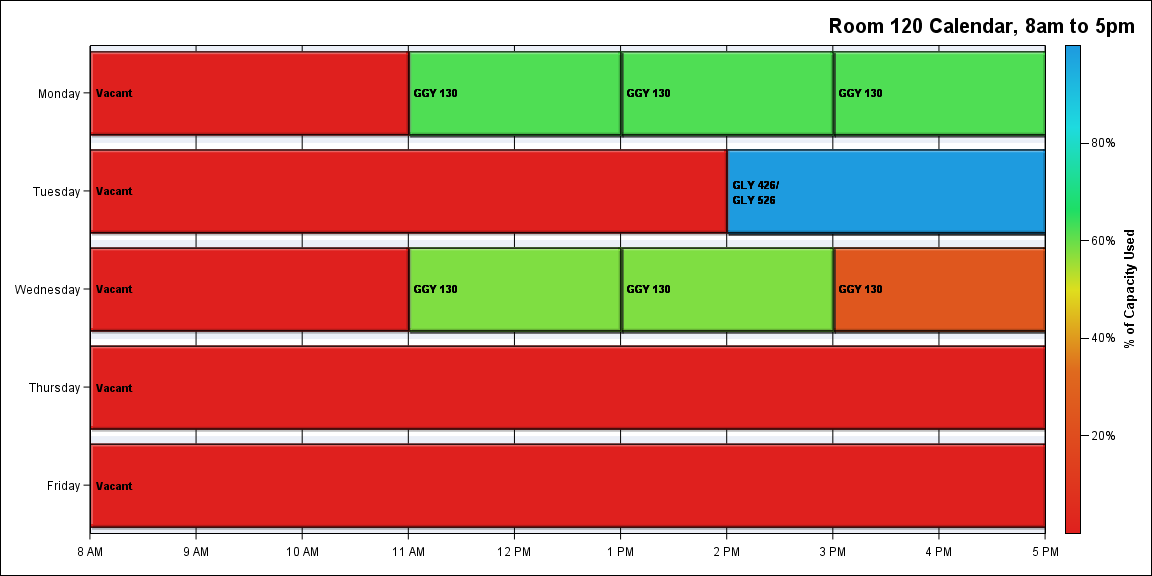 Room 120 Calendar, 8am to 5pm
Monday
Vacant
GGY 130
GGY 130
GGY 130
Tuesday
Vacant
GLY 426/
GLY 526
Wednesday
Vacant
GGY 130
GGY 130
GGY 130
Thursday
Vacant
Friday
Vacant
8 AM
9 AM
10 AM
11 AM
12 PM
1 PM
2 PM
3 PM
4 PM
5 PM
80%
60%
40%
20%
% of Capacity Used